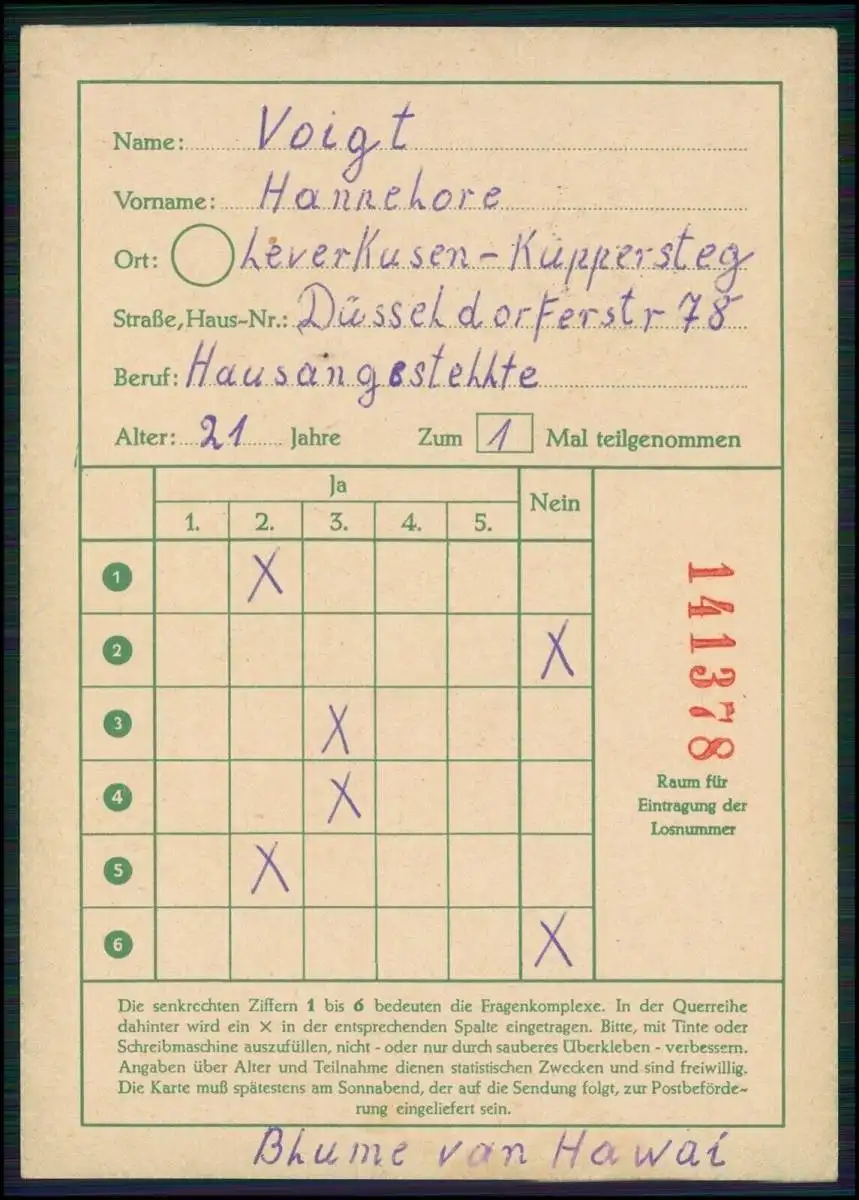 Name: Voigt
Vorname: Hannelore
Ort: Leverkusen-Küppersteg
Straße, Haus-Nr.: Düsseldorferstr 78
Beruf: Hausangestellte
Alter: 21 Jahre Zum 1 Mal teilgenommen
Ja
Nein
1. 2. 3. 4. 5.
1 X
2 X
3 X
4 X
5 X
6 X
141378
Raum für
Eintragung der
Losnummer
Die senkrechten Ziffern 1 bis 6 bedeuten die Fragenkomplexe. In der Querreihe
dahinter wird ein × in der entsprechenden Spalte eingetragen. Bitte, mit Tinte oder
Schreibmaschine auszufüllen, nicht - oder nur durch sauberes Überkleben - verbessern.
Angaben über Alter und Teilnahme dienen statistischen Zwecken und sind freiwillig.
Die Karte muß spätestens am Sonnabend, der auf die Sendung folgt, zur Postbeförde-
rung eingeliefert sein.
Blume van Hawai